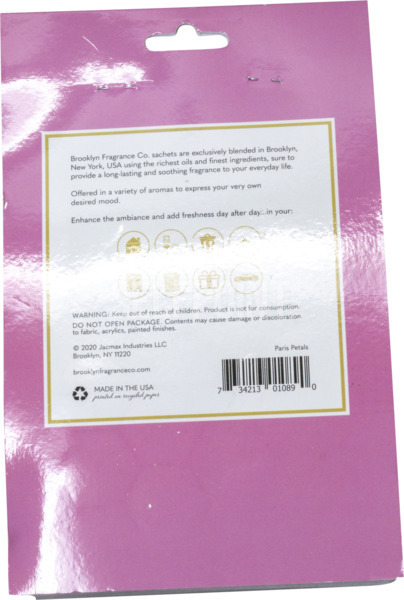 Brooklyn Fragrance Co. sachets are exclusively blended in Brooklyn,
New York, USA using the richest oils and finest ingredients, sure to
provide a long-lasting and soothing fragrance to your everyday life.
Offered in a variety of aromas to express your very own
desired mood.
Enhance the ambiance and add freshness day after day...in your:
WARNING: Keep out of reach of children. Product is not for consumption.
DO NOT OPEN PACKAGE. Contents may cause damage or discoloration
to fabric, acrylics, painted finishes.
© 2020 Jacmax Industries LLC
Brooklyn, NY 11220
Paris Petals
brooklynfragranceco.com
MADE IN THE USA
printed on recycled paper
7 34213 01089 0